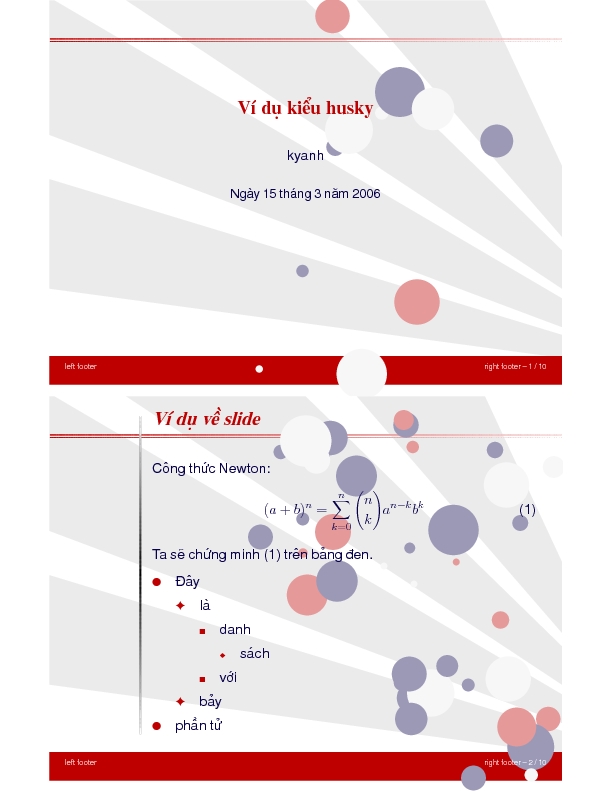 Ví dụ kiểu husky
kyanh
Ngày 15 tháng 3 năm 2006
left footer
right footer – 1 / 10
Ví dụ về slide
Công thức Newton:
(a + b)^n = \sum_{k=0}^{n} \binom{n}{k} a^{n−k} b^k (1)
Ta sẽ chứng minh (1) trên bảng đen.
Đây
là
danh
sách
với
bảy
phần tử
left footer
right footer – 2 / 10